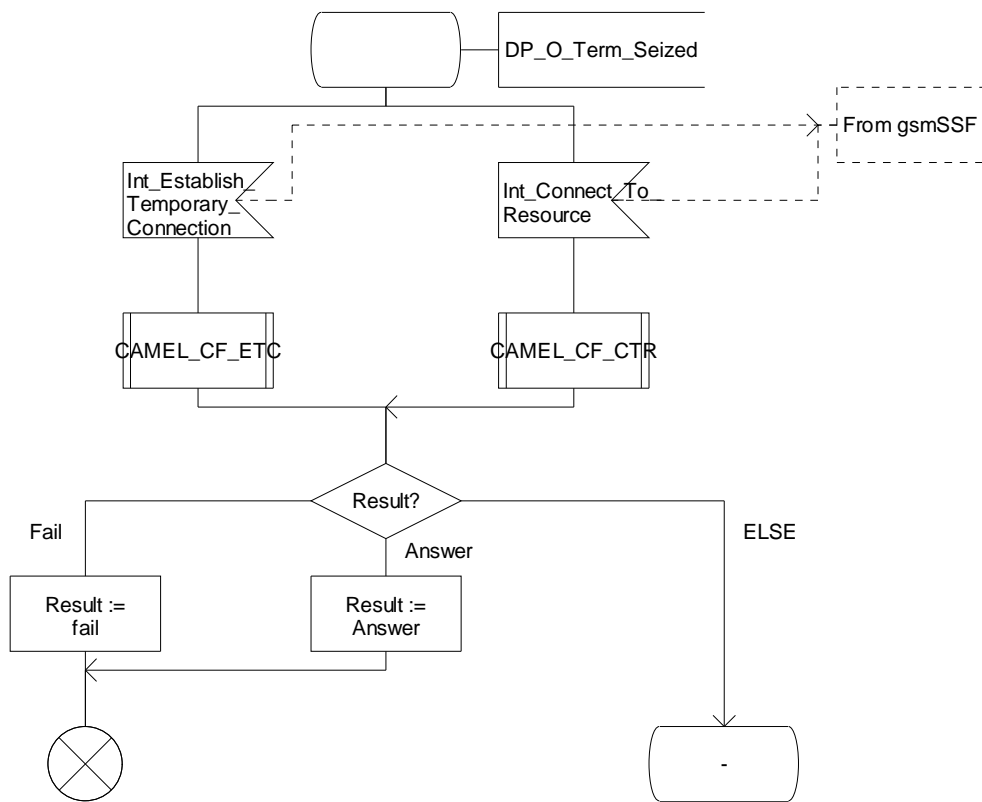 DP_O_Term_Seized
From gsmSSF
Int_Establish_
Temporary_
Connection
Int_Connect_To_
Resource
CAMEL_CF_ETC
CAMEL_CF_CTR
Result?
Fail
Answer
ELSE
Result :=
fail
Result :=
Answer
-